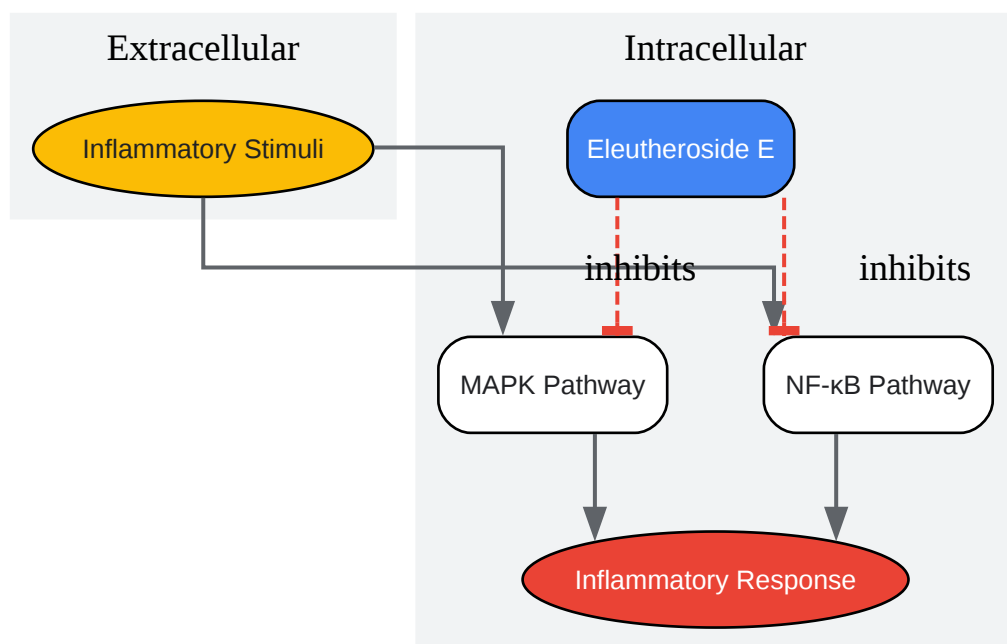 Extracellular
Intracellular
Inflammatory Stimuli
Eleutheroside E
inhibits
inhibits
MAPK Pathway
NF-κB Pathway
Inflammatory Response